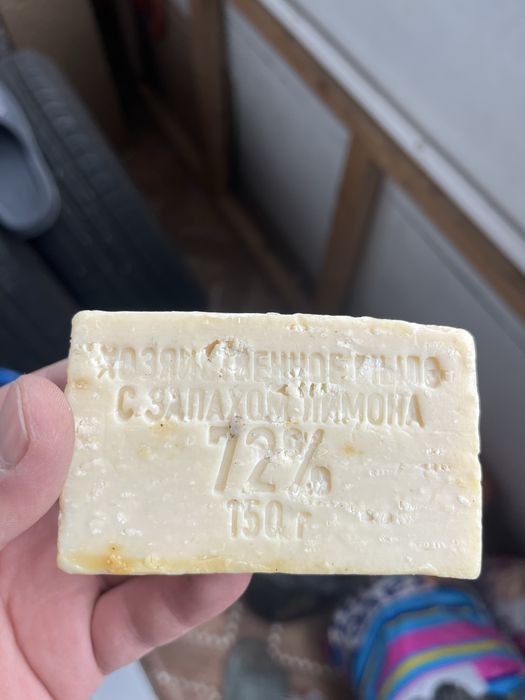 ХОЗЯЙСТВЕННОЕ МЫЛО
С ЗАПАХОМ ЛИМОНА
72%
150 г